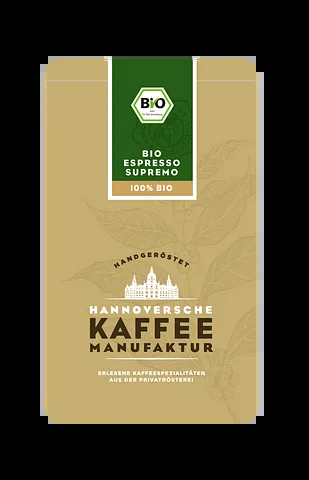 BIO
BIO
ESPRESSO
SUPREMO
100% BIO
HANDGERÖSTET
HANNOVERSCHE
KAFFEE
MANUFAKTUR
ERLESENE KAFFEESPEZIALITÄTEN
AUS DER PRIVATRÖSTEREI